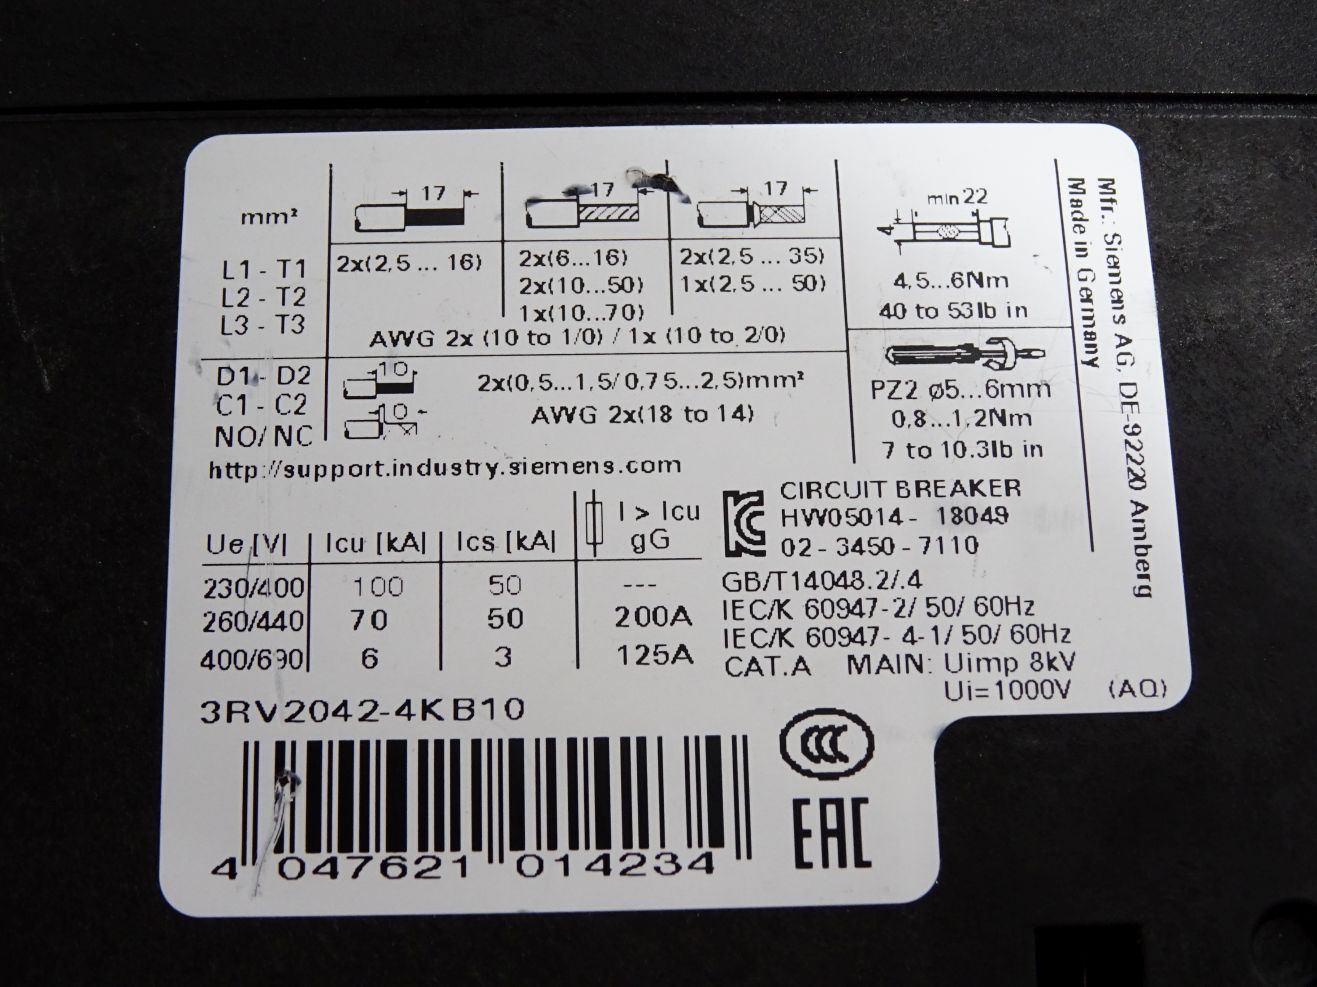 mm²
17
17
17
min 22
L1 - T1
L2 - T2
L3 - T3
2x(2,5 ... 16)
2x(6...16)
2x(10...50)
1x(10...70)
2x(2,5 ... 35)
1x(2,5 ... 50)
AWG 2x (10 to 1/0) / 1x (10 to 2/0)
4,5...6Nm
40 to 53 lb in
D1 - D2
C1 - C2
NO/ NC
10
10
2x(0,5...1,5/ 0,75...2,5)mm²
AWG 2x(18 to 14)
PZ2 ø5...6mm
0,8...1,2Nm
7 to 10.3lb in
Mfr.: Siemens AG, DE-92220 Amberg
Made in Germany
http://support.industry.siemens.com
Ue [V] Icu [kA] Ics [kA] I > Icu gG
230/400 100 50 ---
260/440 70 50 200A
400/690 6 3 125A
CIRCUIT BREAKER
HW05014 - 18049
02 - 3450 - 7110
GB/T14048.2/.4
IEC/K 60947-2/ 50/ 60Hz
IEC/K 60947- 4-1/ 50/ 60Hz
CAT.A MAIN: Uimp 8kV
Ui=1000V (AQ)
3RV2042-4KB10
4 047621 014234
CCC
EAC